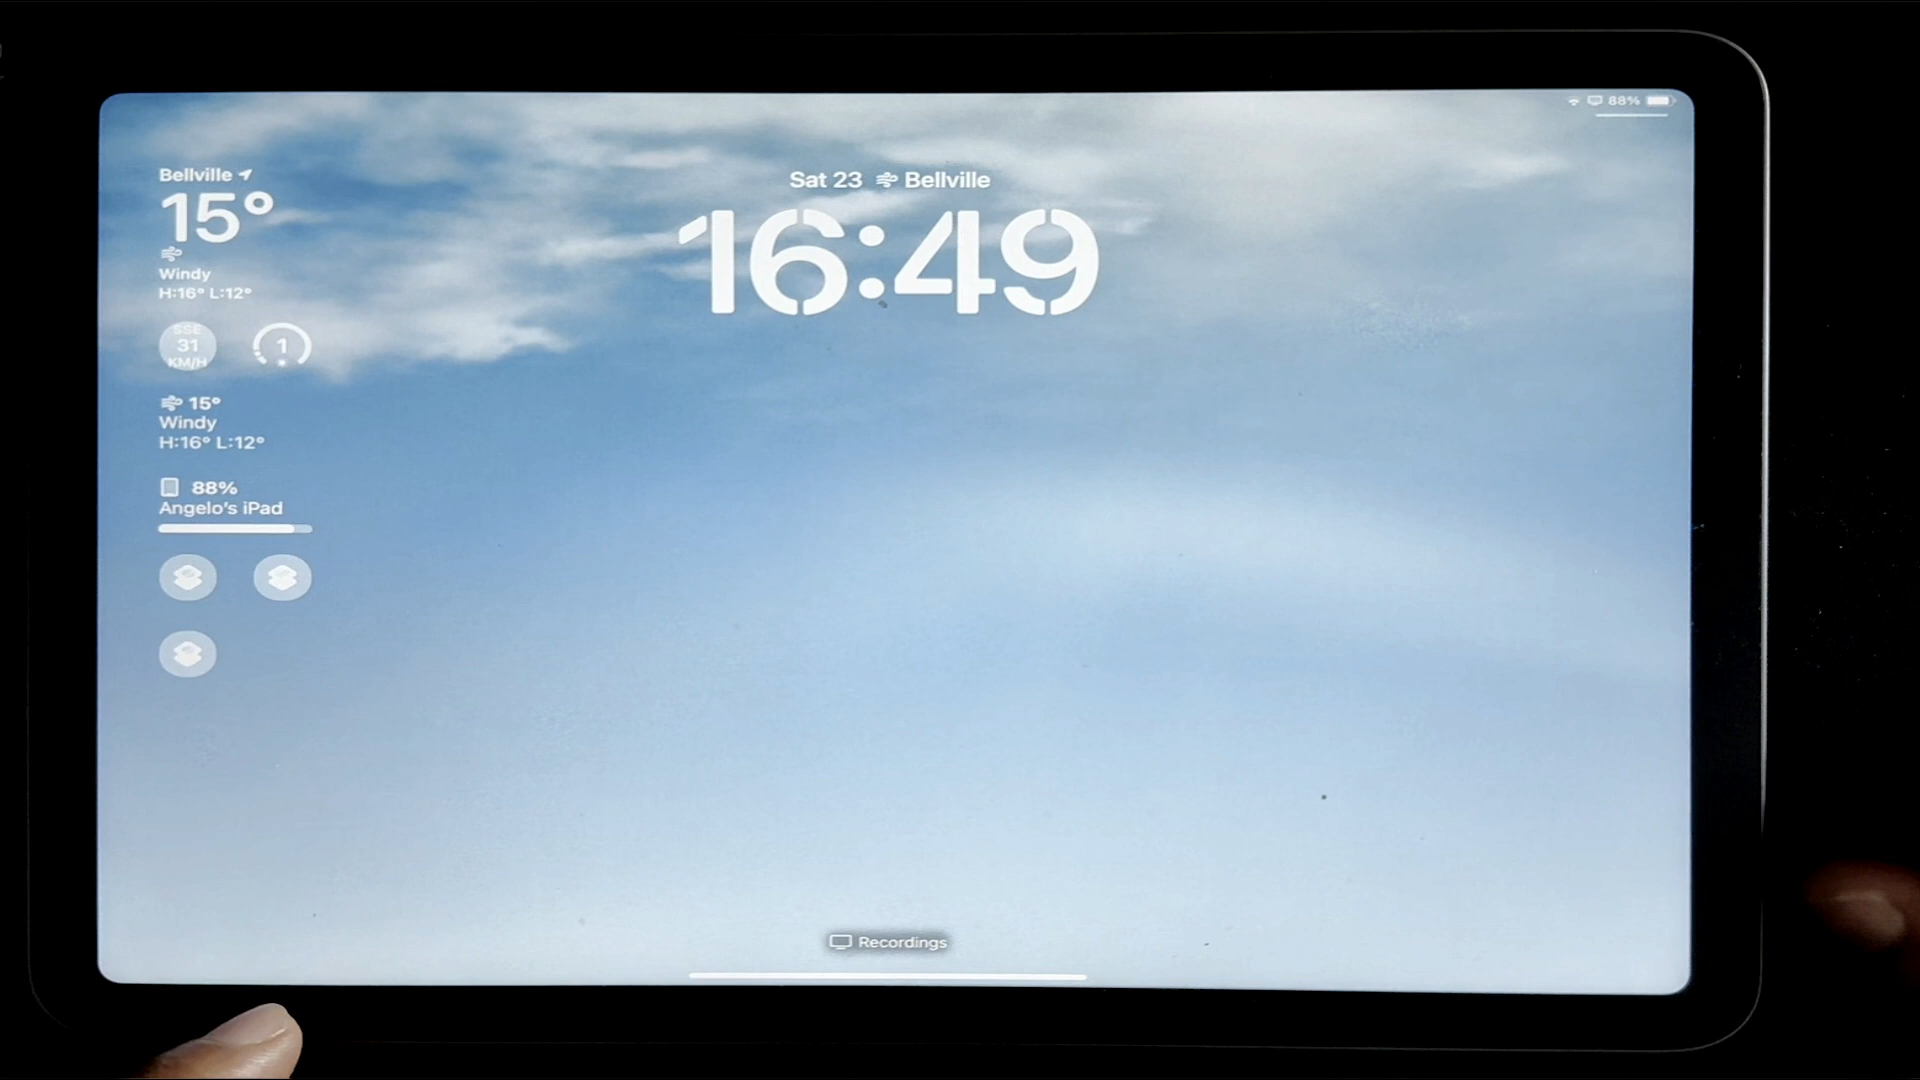 88%
Bellville
15°
Windy
H:16° L:12°
SSE
31
KM/H
1
15°
Windy
H:16° L:12°
88%
Angelo's iPad
Sat 23 Bellville
16:49
Recordings